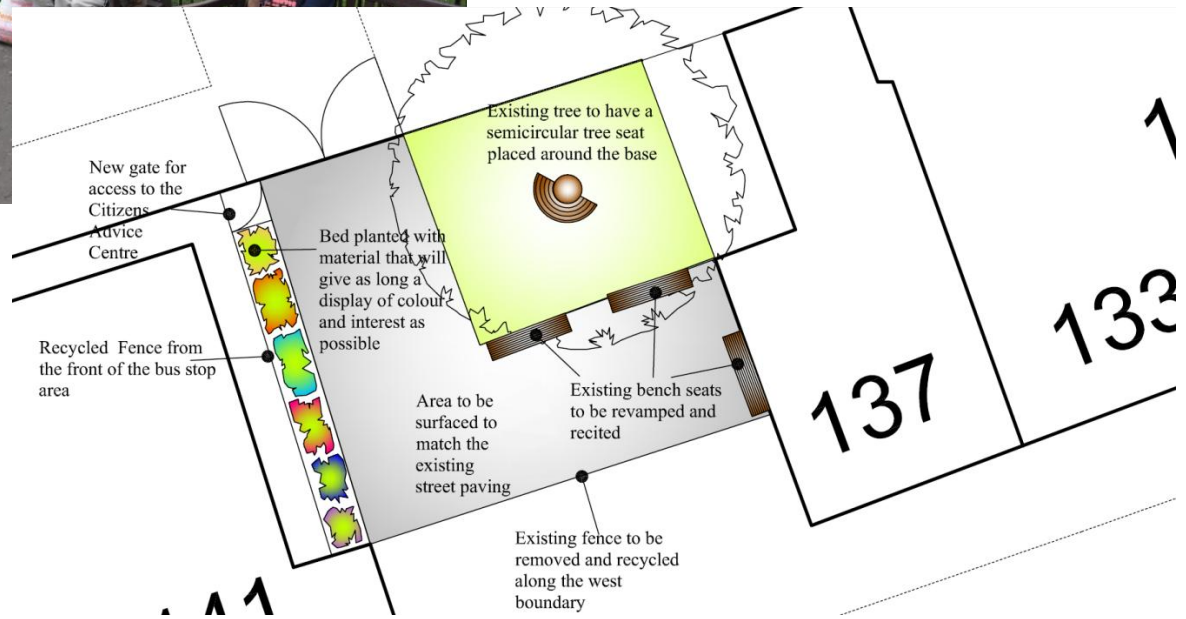 Existing tree to have a
semicircular tree seat
placed around the base
New gate for
access to the
Citizens
Advice
Centre
Bed planted with
material that will
give as long a
display of colour
and interest as
possible
Recycled Fence from
the front of the bus stop
area
Area to be
surfaced to
match the
existing
street paving
Existing bench seats
to be revamped and
recited
137
133
Existing fence to be
removed and recycled
along the west
boundary